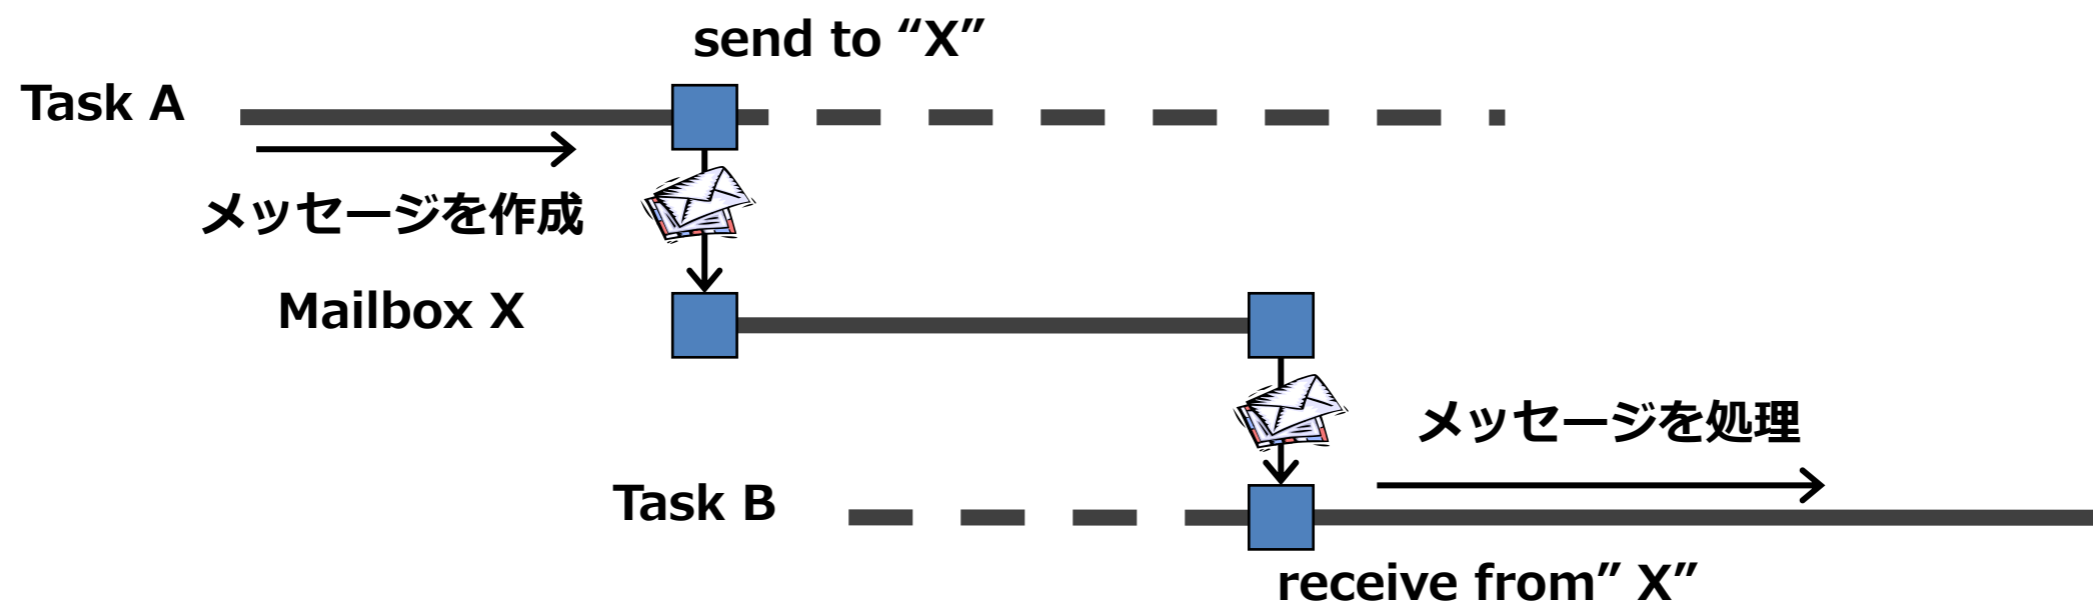 send to “X”
Task A
メッセージを作成
Mailbox X
メッセージを処理
Task B
receive from” X”